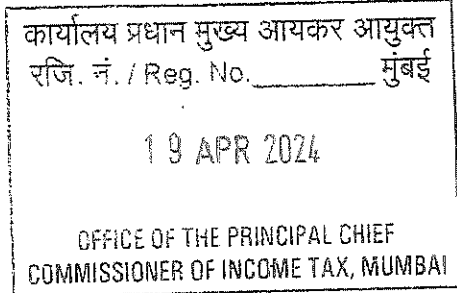 कार्यालय प्रधान मुख्य आयकर आयुक्त
रजि. नं. / Reg. No.________ मुंबई
19 APR 2024
OFFICE OF THE PRINCIPAL CHIEF
COMMISSIONER OF INCOME TAX, MUMBAI